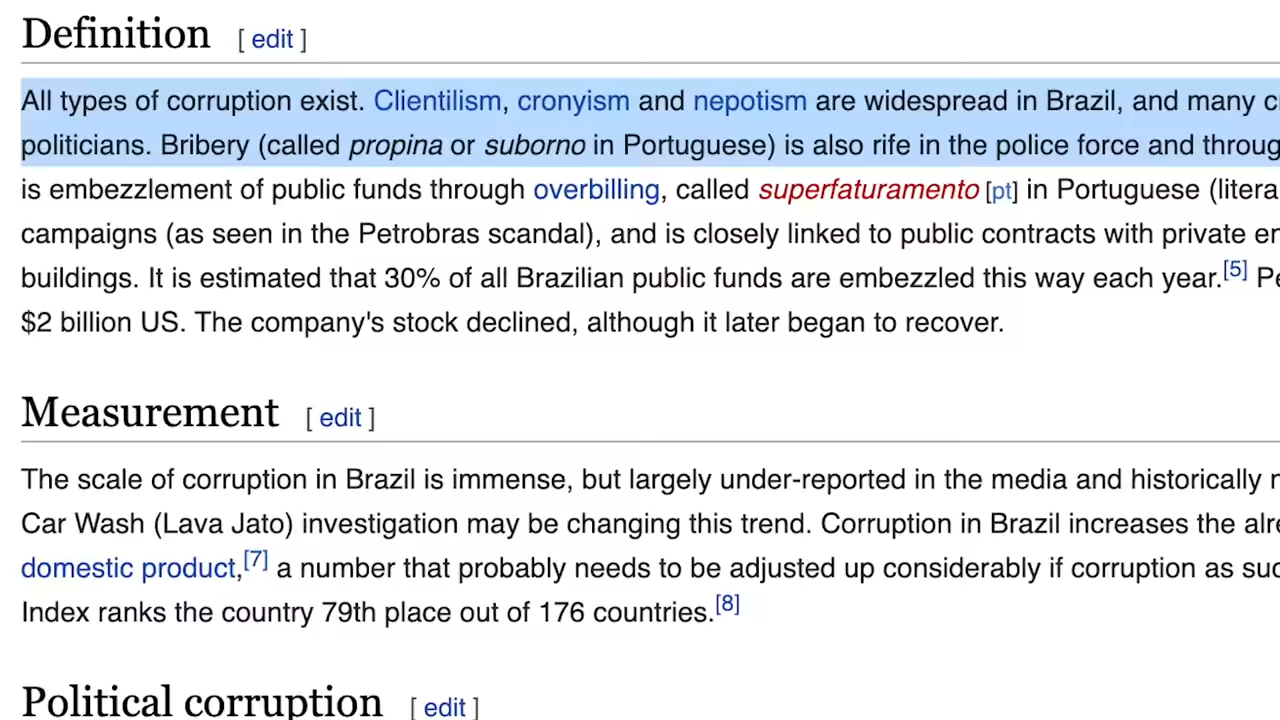 Definition [ edit ]
All types of corruption exist. Clientilism, cronyism and nepotism are widespread in Brazil, and many
politicians. Bribery (called propina or suborno in Portuguese) is also rife in the police force and
is embezzlement of public funds through overbilling, called superfaturamento [pt] in Portuguese
campaigns (as seen in the Petrobras scandal), and is closely linked to public contracts with private
buildings. It is estimated that 30% of all Brazilian public funds are embezzled this way each year.[5]
$2 billion US. The company's stock declined, although it later began to recover.
Measurement [ edit ]
The scale of corruption in Brazil is immense, but largely under-reported in the media and historically
Car Wash (Lava Jato) investigation may be changing this trend. Corruption in Brazil increases the
domestic product,[7] a number that probably needs to be adjusted up considerably if corruption as
Index ranks the country 79th place out of 176 countries.[8]
Political corruption [ edit ]